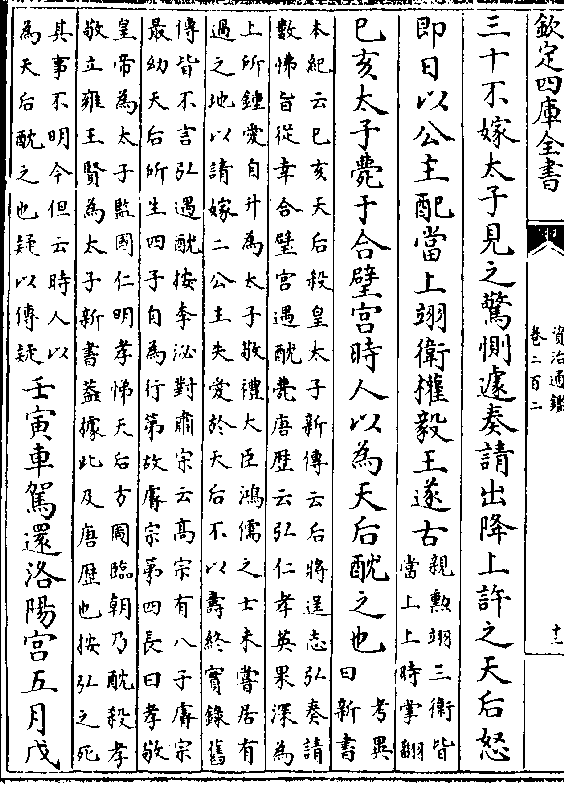 欽定四庫全書
資治通鑑
卷二百二
十一
三十不嫁太子見之驚惻遽奏請出降上許之天后怒
即日以公主配當上翊衛權毅王遂古
親勲翊三衛皆
當上上時掌翻
己亥太子薨于合璧宫時人以為天后酖之也
考異
曰新書
本紀云己亥天后殺皇太子新傳云后將逞志弘奏請
數怫旨從幸合璧宫遇酖薨唐歴云弘仁孝英果深為
上所鍾愛自升為太子敬禮大臣鴻儒之士未嘗居有
過之地以請嫁二公主失愛於天后不以壽終實錄舊
傳皆不言弘遇酖按李泌對肅宗云高宗有八子睿宗
最幼天后所生四子自為行第故睿宗第四長曰孝敬
皇帝為太子監國仁明孝悌天后方圖臨朝乃酖殺孝
敬立雍王賢為太子新書葢據此及唐歴也按弘之死
其事不明今但云時人以
為天后酖之也疑以傳疑
壬寅車駕還洛陽宫五月戊